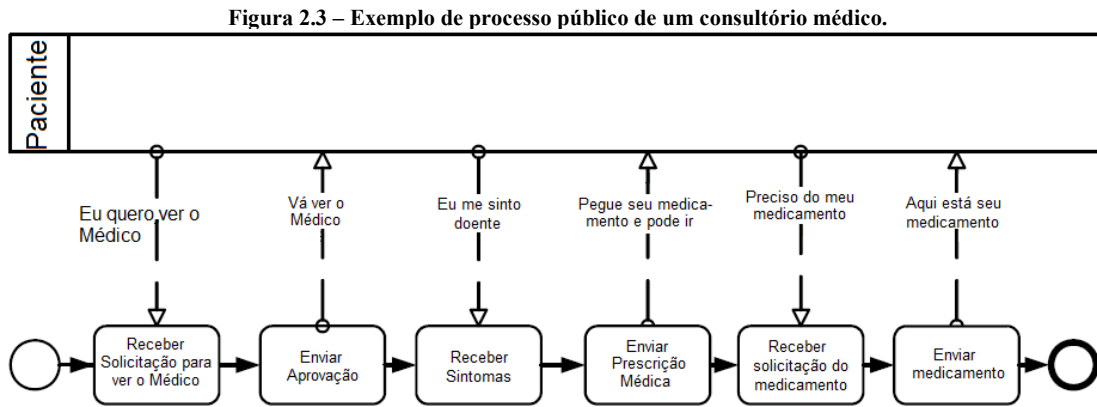 Figura 2.3 – Exemplo de processo público de um consultório médico.
Paciente
Eu quero ver o
Médico
Vá ver o
Médico
Eu me sinto
doente
Pegue seu medica-
mento e pode ir
Preciso do meu
medicamento
Aqui está seu
medicamento
Receber
Solicitação para
ver o Médico
Enviar
Aprovação
Receber
Sintomas
Enviar
Prescrição
Médica
Receber
solicitação do
medicamento
Enviar
medicamento